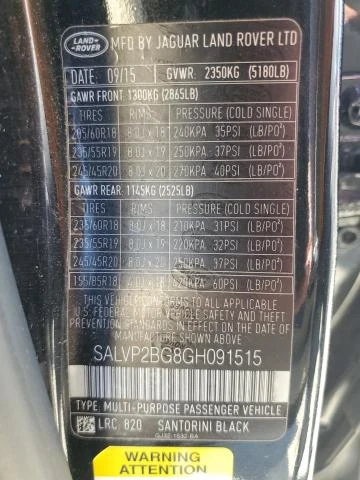 LAND ROVER
MFD BY JAGUAR LAND ROVER LTD
DATE: 09/15 GVWR. 2350KG (5180LB)
GAWR FRONT: 1300KG (2865LB)
TIRES RIMS PRESSURE (COLD SINGLE)
235/60R18 8.0J x 18 240KPA 35PSI (LB/PO²)
235/55R19 8.0J x 19 250KPA 37PSI (LB/PO²)
245/45R20 8.0J x 20 270KPA 40PSI (LB/PO²)
GAWR REAR: 1145KG (2525LB)
TIRES RIMS PRESSURE (COLD SINGLE)
235/60R18 8.0J x 18 210KPA 31PSI (LB/PO²)
235/55R19 8.0J x 19 220KPA 32PSI (LB/PO²)
245/45R20 8.0J x 20 250KPA 37PSI (LB/PO²)
155/85R18 4.0J x 18 420KPA 60PSI (LB/PO²)
THIS VEHICLE CONFORMS TO ALL APPLICABLE
FEDERAL MOTOR VEHICLE SAFETY, BUMPER,
AND THEFT PREVENTION STANDARDS IN EFFECT
ON THE DATE OF MANUFACTURE SHOWN ABOVE.
SALVP2BG8GH091515
TYPE: MULTI-PURPOSE PASSENGER VEHICLE
LRC 820 SANTORINI BLACK
WARNING
ATTENTION